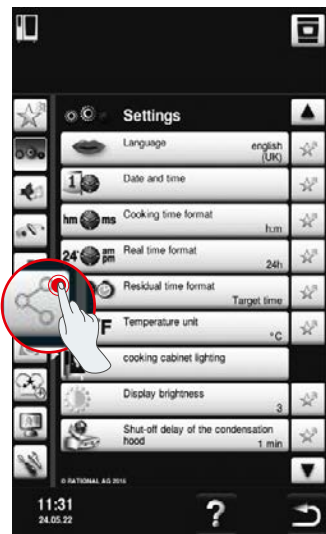 Settings
Language
english
(UK)
1
Date and time
hm ms
Cooking time format
h:m
24° am
pm
Real time format
24h
Residual time format
Target time
F
Temperature unit
°C
cooking cabinet lighting
Display brightness
3
Shut-off delay of the condensation
hood
1 min
© RATIONAL AG 2016
11:31
24.05.22
?